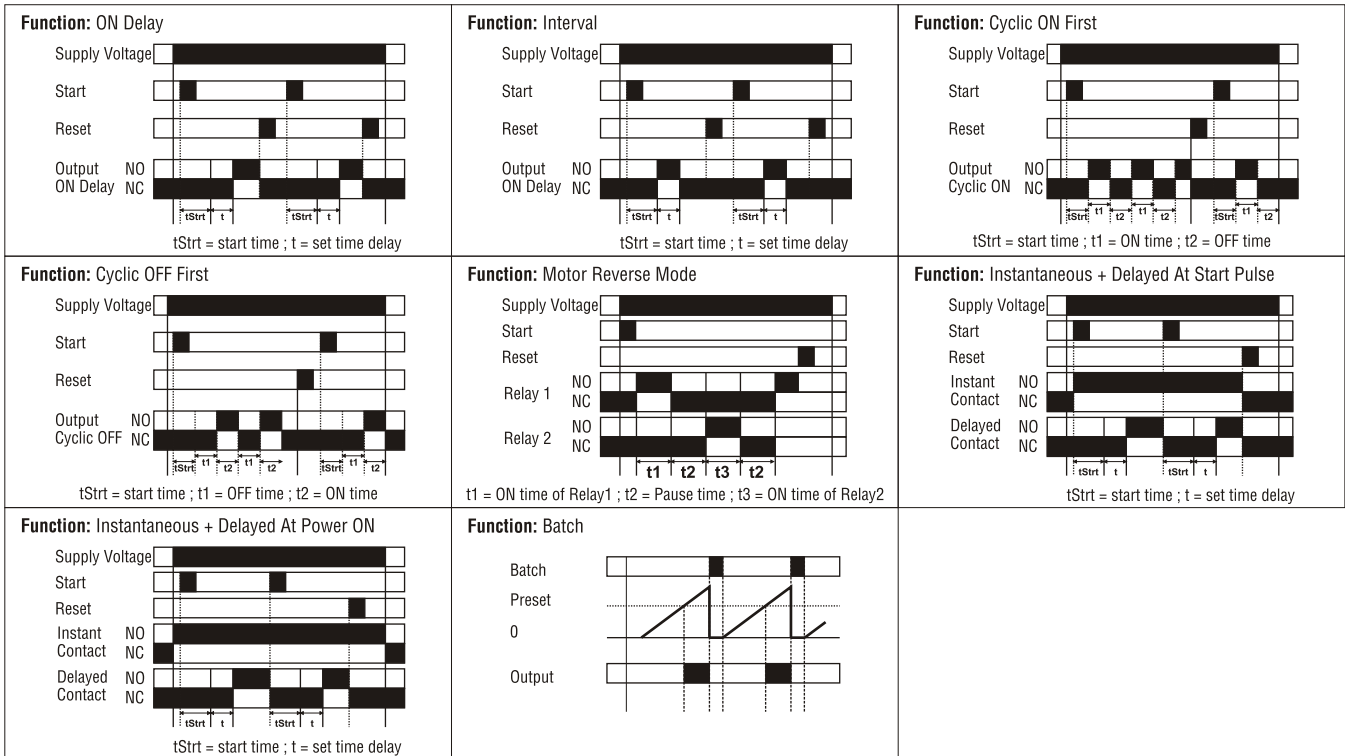 Function: ON Delay
Supply Voltage
Start
Reset
Output NO
ON Delay NC
tStrt t tStrt t
tStrt = start time ; t = set time delay
Function: Interval
Supply Voltage
Start
Reset
Output NO
ON Delay NC
tStrt t tStrt t
tStrt = start time ; t = set time delay
Function: Cyclic ON First
Supply Voltage
Start
Reset
Output NO
Cyclic ON NC
tStrt t1 t2 t1 t2 tStrt t1 t2
tStrt = start time ; t1 = ON time ; t2 = OFF time
Function: Cyclic OFF First
Supply Voltage
Start
Reset
Output NO
Cyclic OFF NC
tStrt t1 t2 t1 t2 tStrt t1 t2
tStrt = start time ; t1 = OFF time ; t2 = ON time
Function: Motor Reverse Mode
Supply Voltage
Start
Reset
Relay 1 NO
NC
Relay 2 NO
NC
t1 t2 t3 t2
t1 = ON time of Relay1 ; t2 = Pause time ; t3 = ON time of Relay2
Function: Instantaneous + Delayed At Start Pulse
Supply Voltage
Start
Reset
Instant NO
Contact NC
Delayed NO
Contact NC
tStrt t tStrt t
tStrt = start time ; t = set time delay
Function: Instantaneous + Delayed At Power ON
Supply Voltage
Start
Reset
Instant NO
Contact NC
Delayed NO
Contact NC
tStrt t tStrt t
tStrt = start time ; t = set time delay
Function: Batch
Batch
Preset
0
Output